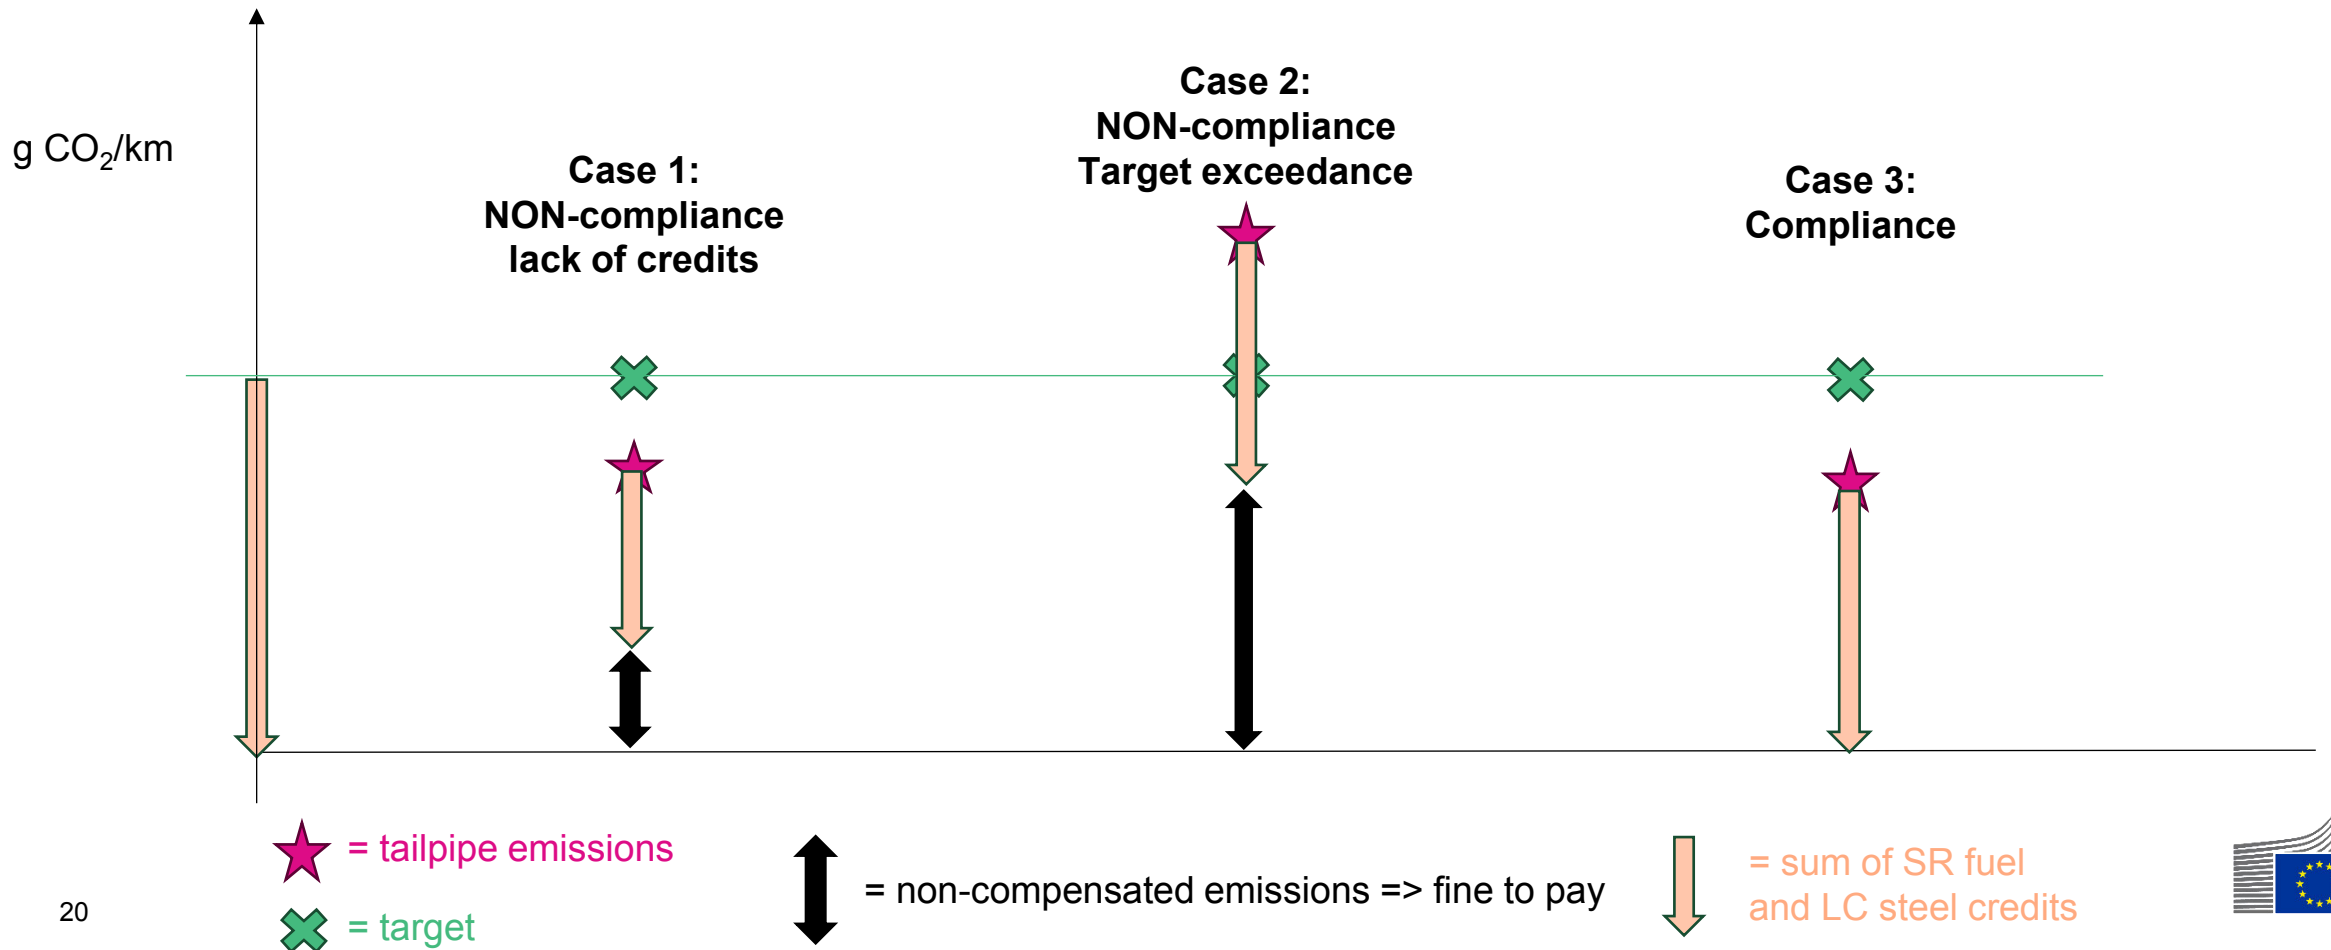 g CO₂/km
Case 1:
NON-compliance
lack of credits
Case 2:
NON-compliance
Target exceedance
Case 3:
Compliance
= tailpipe emissions
= target
= non-compensated emissions => fine to pay
= sum of SR fuel
and LC steel credits
20